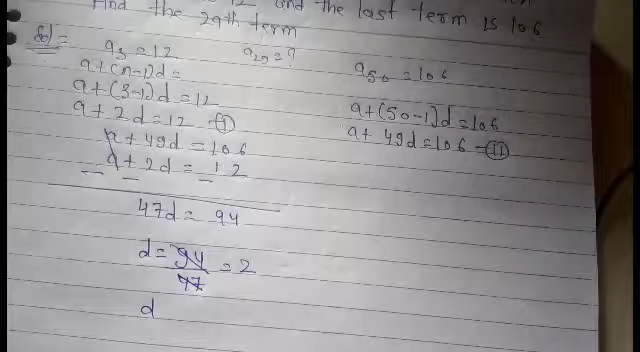 12 and the last term is 106
Find the 29th term
Sol=
a₃ = 12
a₂₉ = ?
a₅₀ = 106
a + (n-1)d =
a + (3-1)d = 12
a + 2d = 12 - Ⓘ
a + (50-1)d = 106
a + 49d = 106 - Ⓘ Ⓘ
a + 49d = 106
a + 2d = 12
- - -
47d = 94
d = 94/47 = 2
d